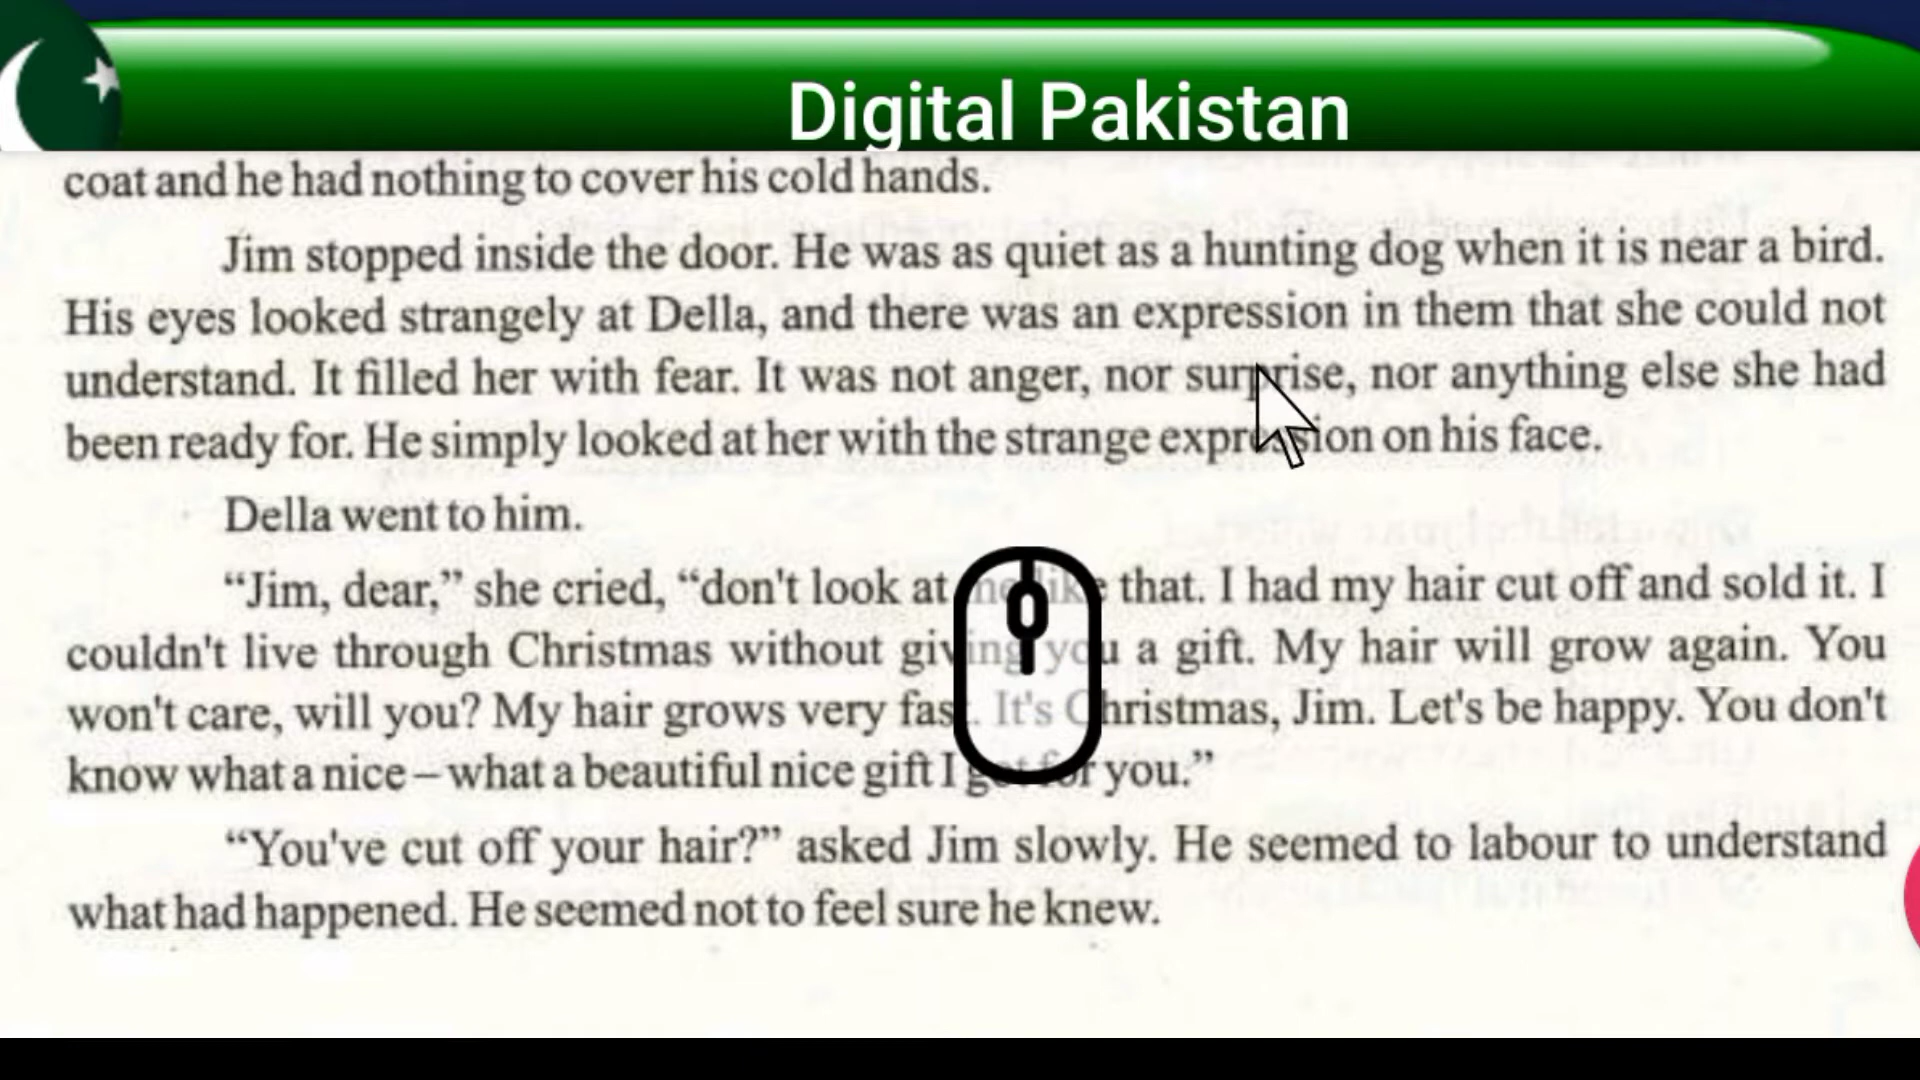 Digital Pakistan
coat and he had nothing to cover his cold hands.
Jim stopped inside the door. He was as quiet as a hunting dog when it is near a bird.
His eyes looked strangely at Della, and there was an expression in them that she could not
understand. It filled her with fear. It was not anger, nor surprise, nor anything else she had
been ready for. He simply looked at her with the strange expression on his face.
Della went to him.
“Jim, dear,” she cried, “don't look at me like that. I had my hair cut off and sold it. I
couldn't live through Christmas without giving you a gift. My hair will grow again. You
won't care, will you? My hair grows very fast. It's Christmas, Jim. Let's be happy. You don't
know what a nice – what a beautiful nice gift I got for you.”
“You've cut off your hair?” asked Jim slowly. He seemed to labour to understand
what had happened. He seemed not to feel sure he knew.